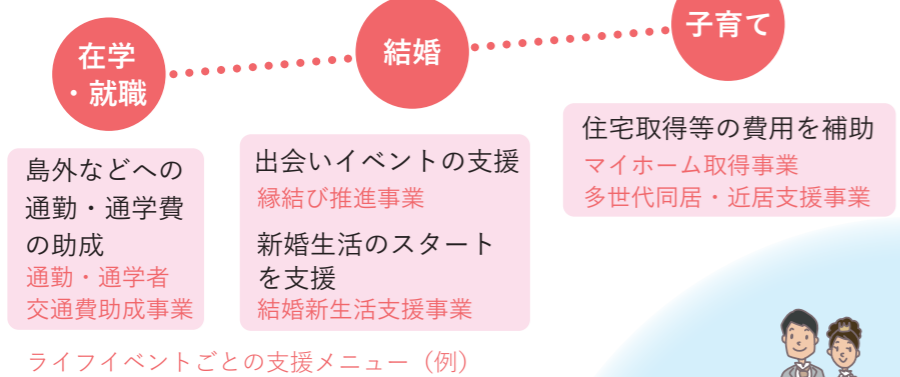 在学
・就職
結婚
子育て
島外などへの
通勤・通学費
の助成
通勤・通学者
交通費助成事業
出会いイベントの支援
縁結び推進事業
新婚生活のスタート
を支援
結婚新生活支援事業
住宅取得等の費用を補助
マイホーム取得事業
多世代同居・近居支援事業
ライフイベントごとの支援メニュー（例）